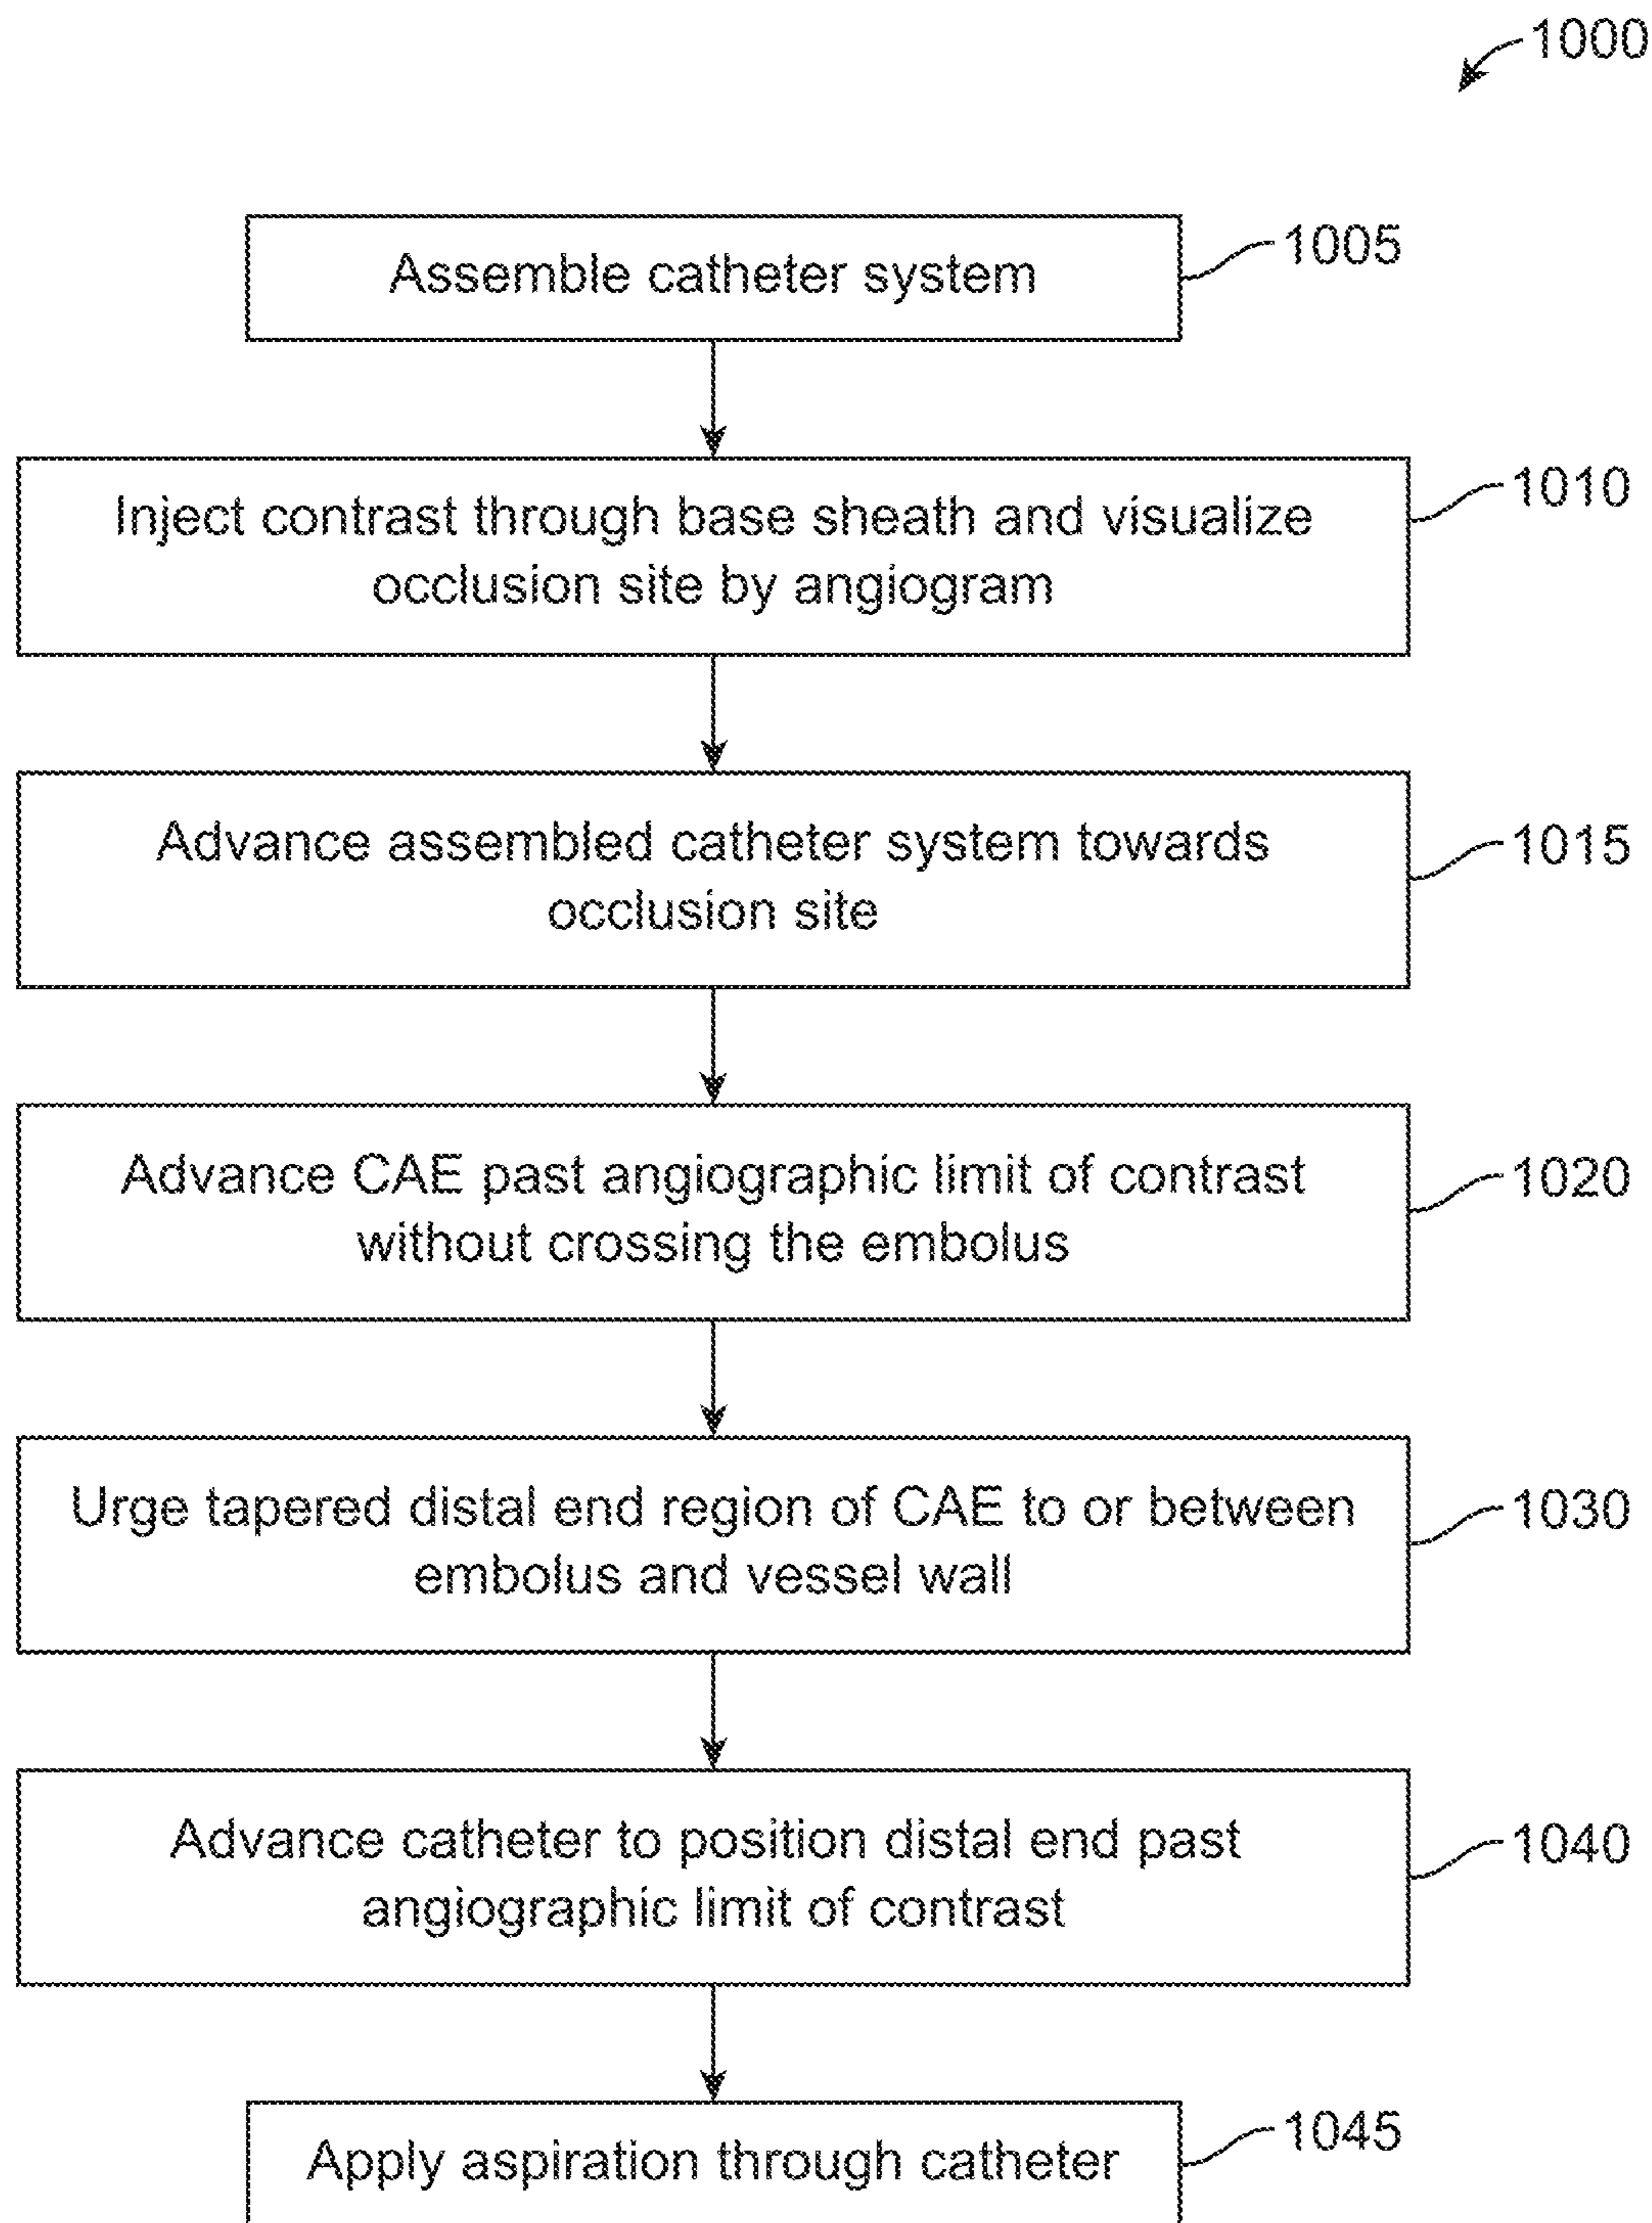 1000
Assemble catheter system
1005
Inject contrast through base sheath and visualize
occlusion site by angiogram
1010
Advance assembled catheter system towards
occlusion site
1015
Advance CAE past angiographic limit of contrast
without crossing the embolus
1020
Urge tapered distal end region of CAE to or between
embolus and vessel wall
1030
Advance catheter to position distal end past
angiographic limit of contrast
1040
Apply aspiration through catheter
1045